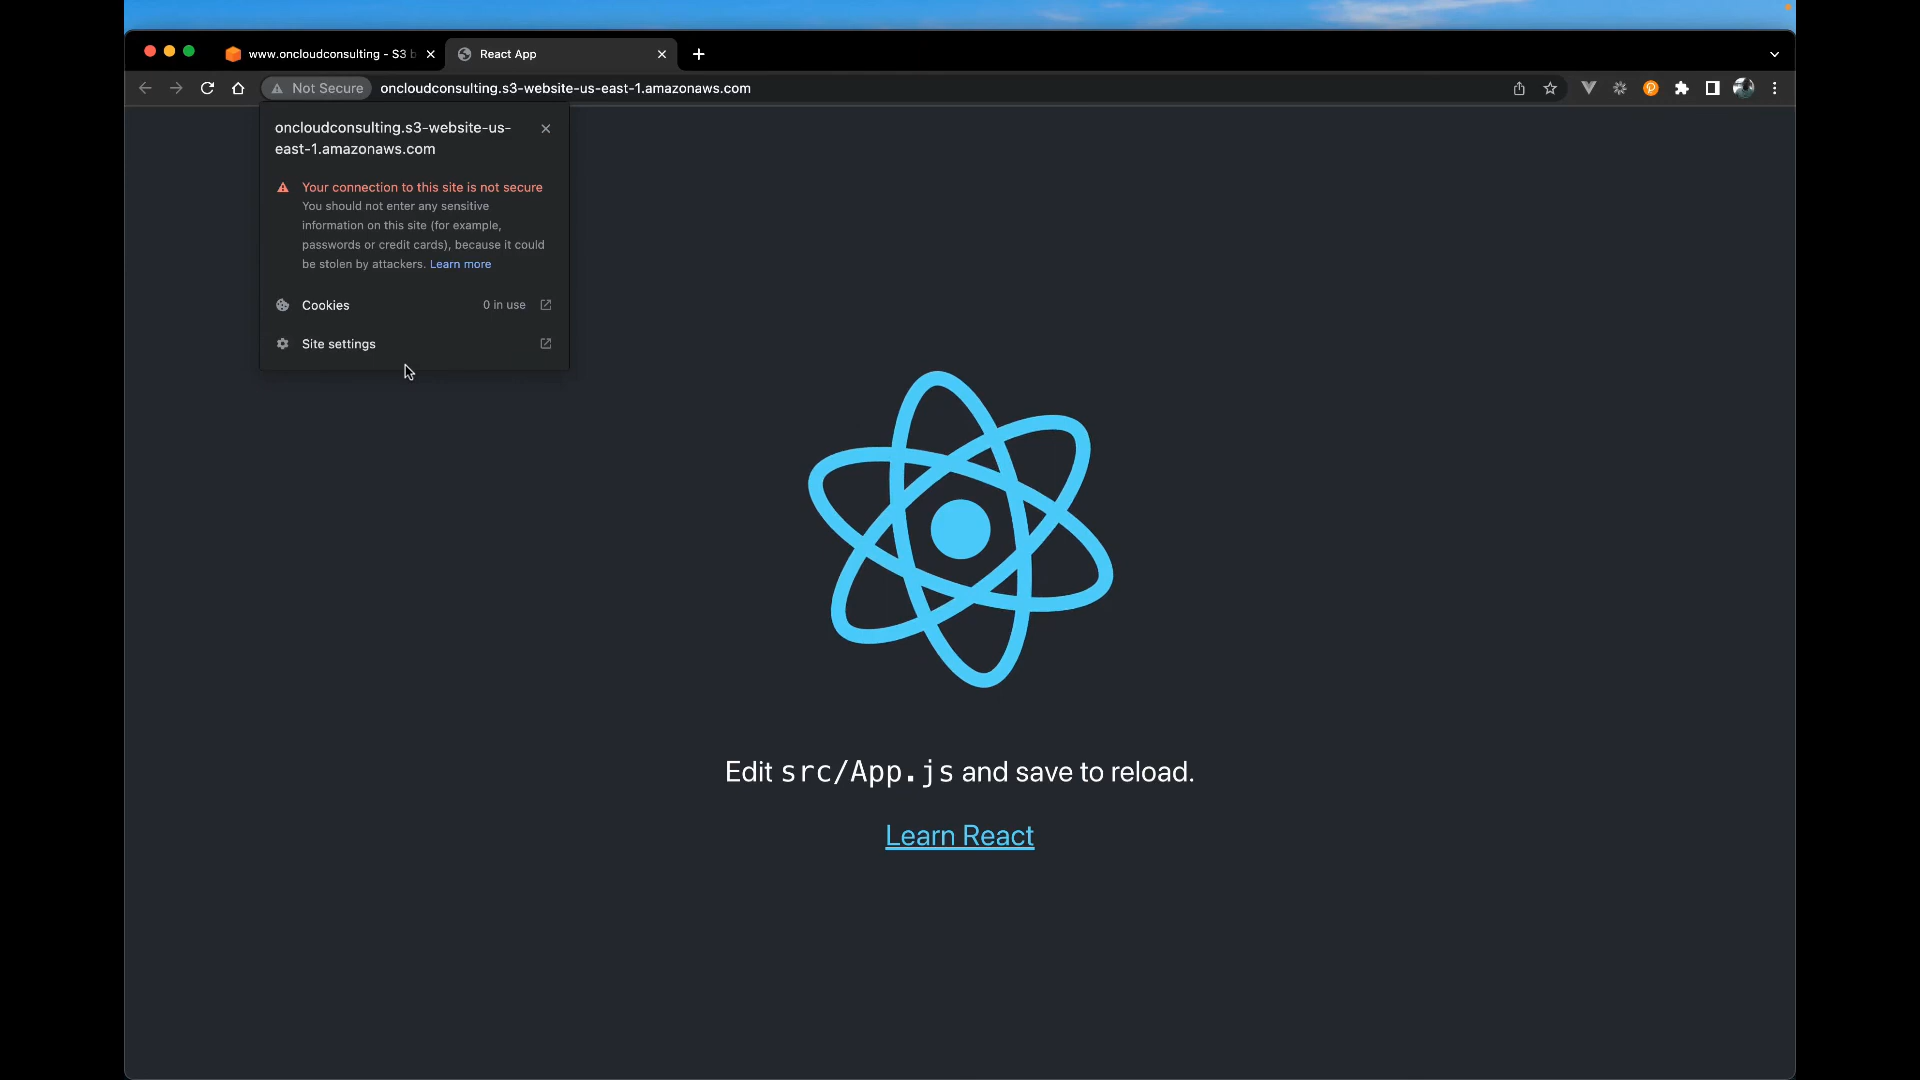 www.oncloudconsulting - S3 b
React App
Not Secure
oncloudconsulting.s3-website-us-east-1.amazonaws.com
oncloudconsulting.s3-website-us-
east-1.amazonaws.com
Your connection to this site is not secure
You should not enter any sensitive
information on this site (for example,
passwords or credit cards), because it could
be stolen by attackers. Learn more
Cookies 0 in use
Site settings
Edit src/App.js and save to reload.
Learn React